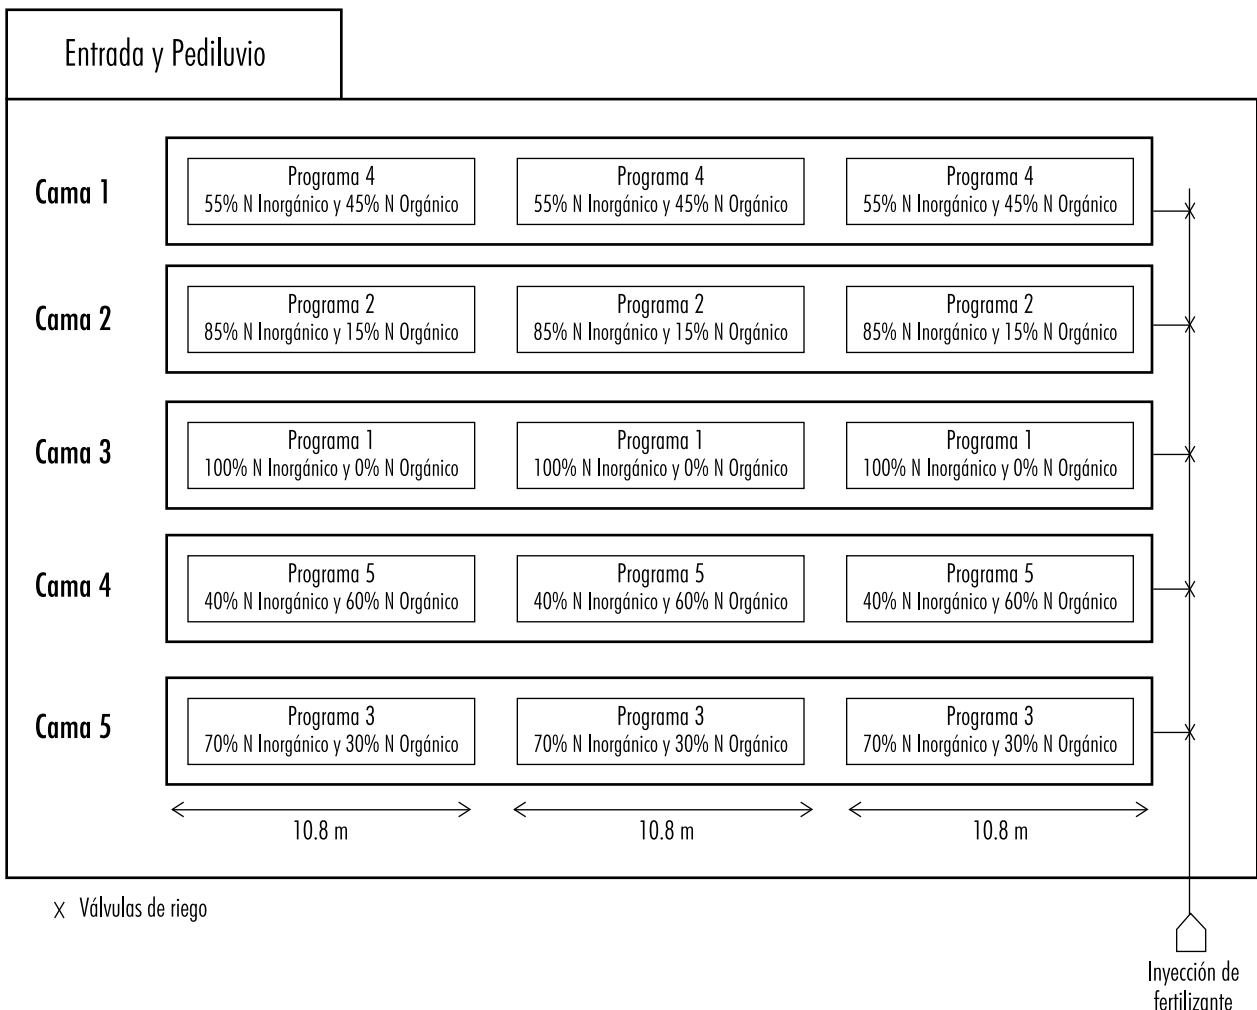 Entrada y Pediluvio
Cama 1
Programa 4
55% N Inorgánico y 45% N Orgánico
Programa 4
55% N Inorgánico y 45% N Orgánico
Programa 4
55% N Inorgánico y 45% N Orgánico
Cama 2
Programa 2
85% N Inorgánico y 15% N Orgánico
Programa 2
85% N Inorgánico y 15% N Orgánico
Programa 2
85% N Inorgánico y 15% N Orgánico
Cama 3
Programa 1
100% N Inorgánico y 0% N Orgánico
Programa 1
100% N Inorgánico y 0% N Orgánico
Programa 1
100% N Inorgánico y 0% N Orgánico
Cama 4
Programa 5
40% N Inorgánico y 60% N Orgánico
Programa 5
40% N Inorgánico y 60% N Orgánico
Programa 5
40% N Inorgánico y 60% N Orgánico
Cama 5
Programa 3
70% N Inorgánico y 30% N Orgánico
Programa 3
70% N Inorgánico y 30% N Orgánico
Programa 3
70% N Inorgánico y 30% N Orgánico
10.8 m
10.8 m
10.8 m
x Válvulas de riego
Inyección de
fertilizante